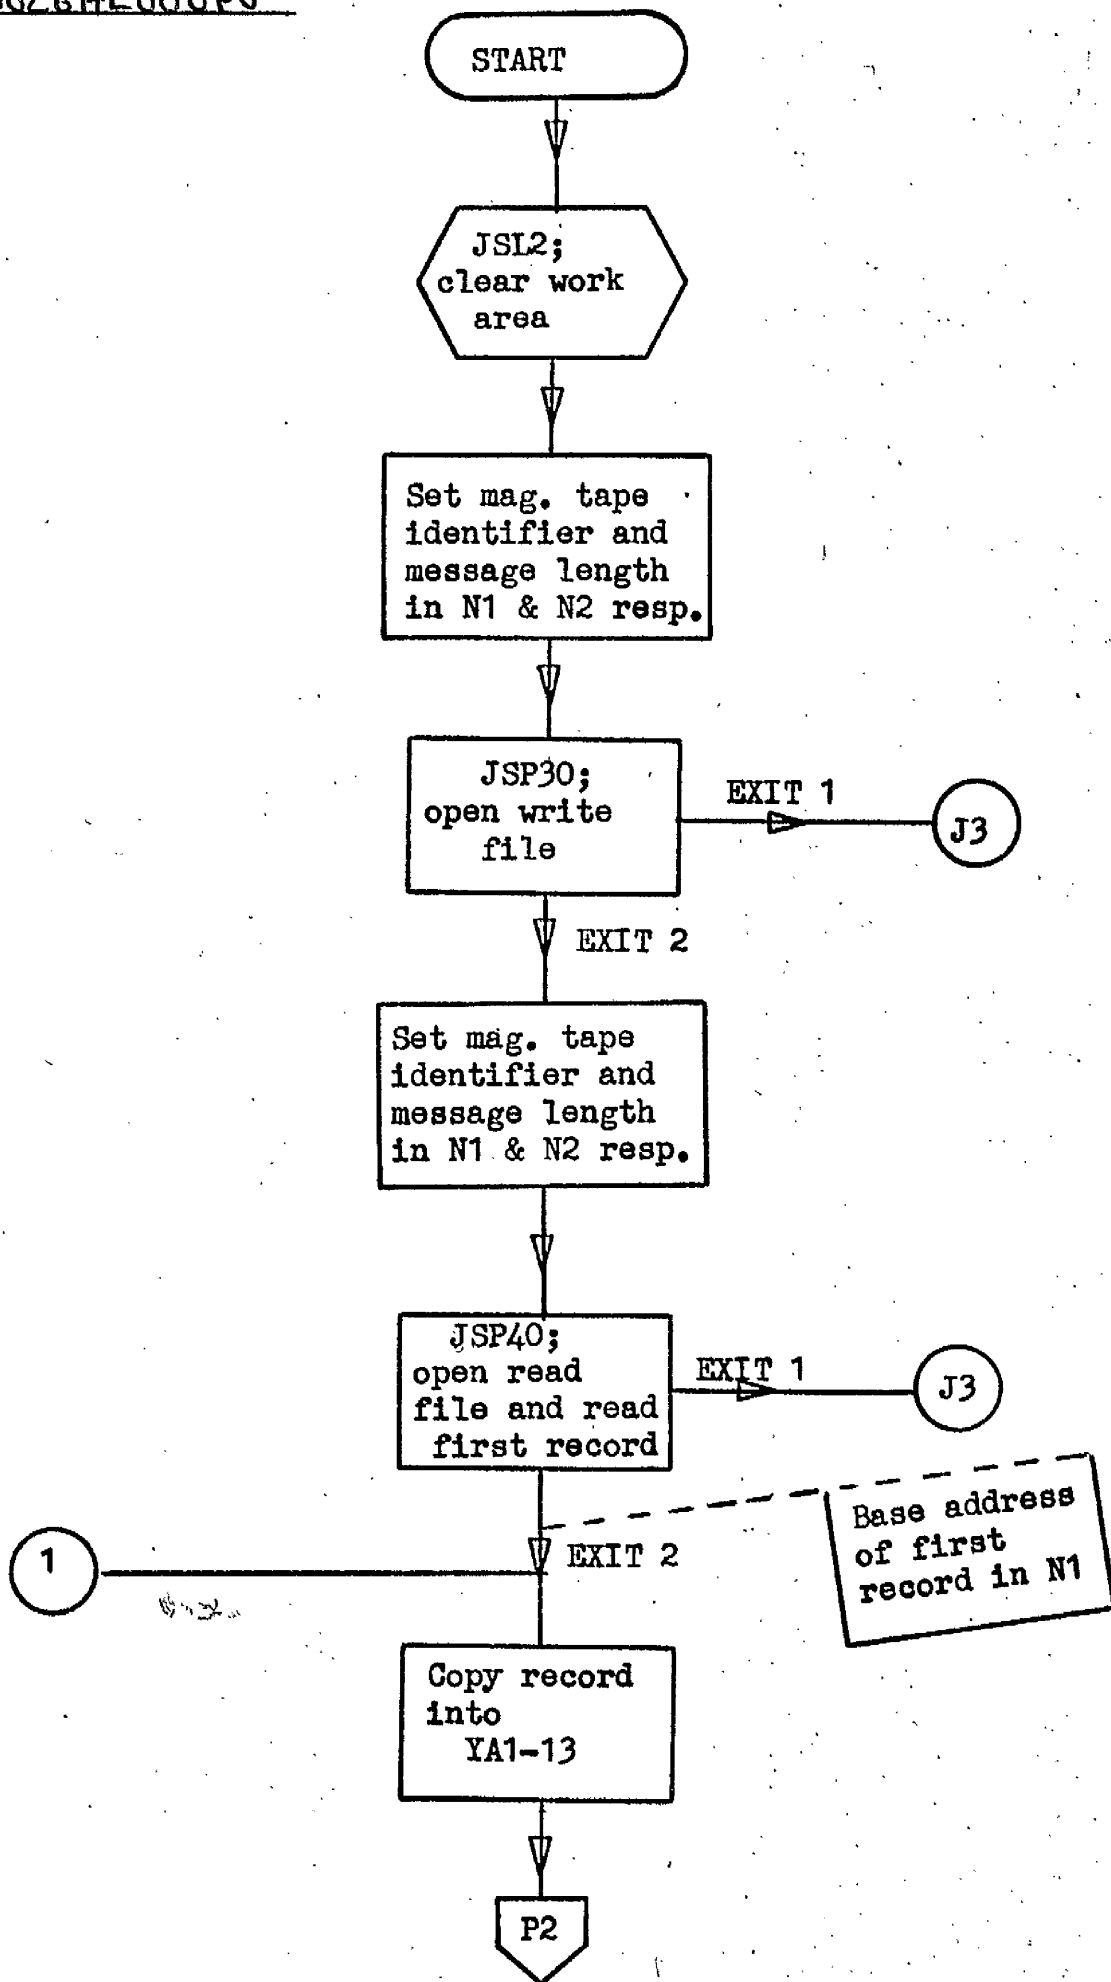 START
JSL2;
clear work
area
Set mag. tape
identifier and
message length
in N1 & N2 resp.
JSP30;
open write
file
EXIT 1
J3
EXIT 2
Set mag. tape
identifier and
message length
in N1 & N2 resp.
JSP40;
open read
file and read
first record
EXIT 1
J3
Base address
of first
record in N1
1
EXIT 2
Copy record
into
YA1-13
P2